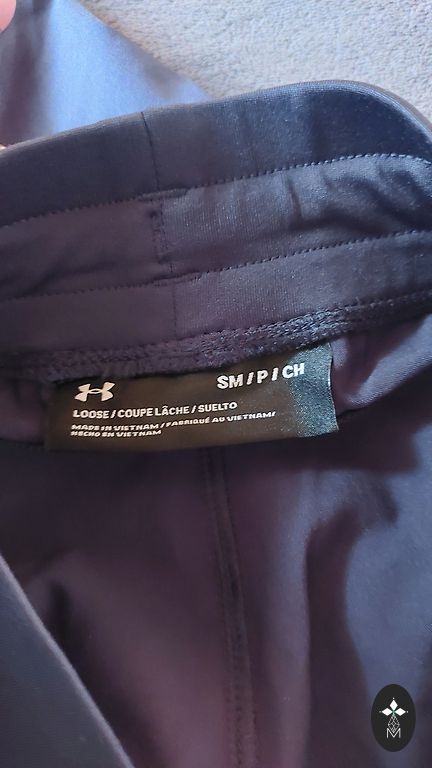 SM / P / CH
LOOSE / COUPE LÂCHE / SUELTO
MADE IN VIETNAM / FABRIQUÉ AU VIETNAM /
HECHO EN VIETNAM
M